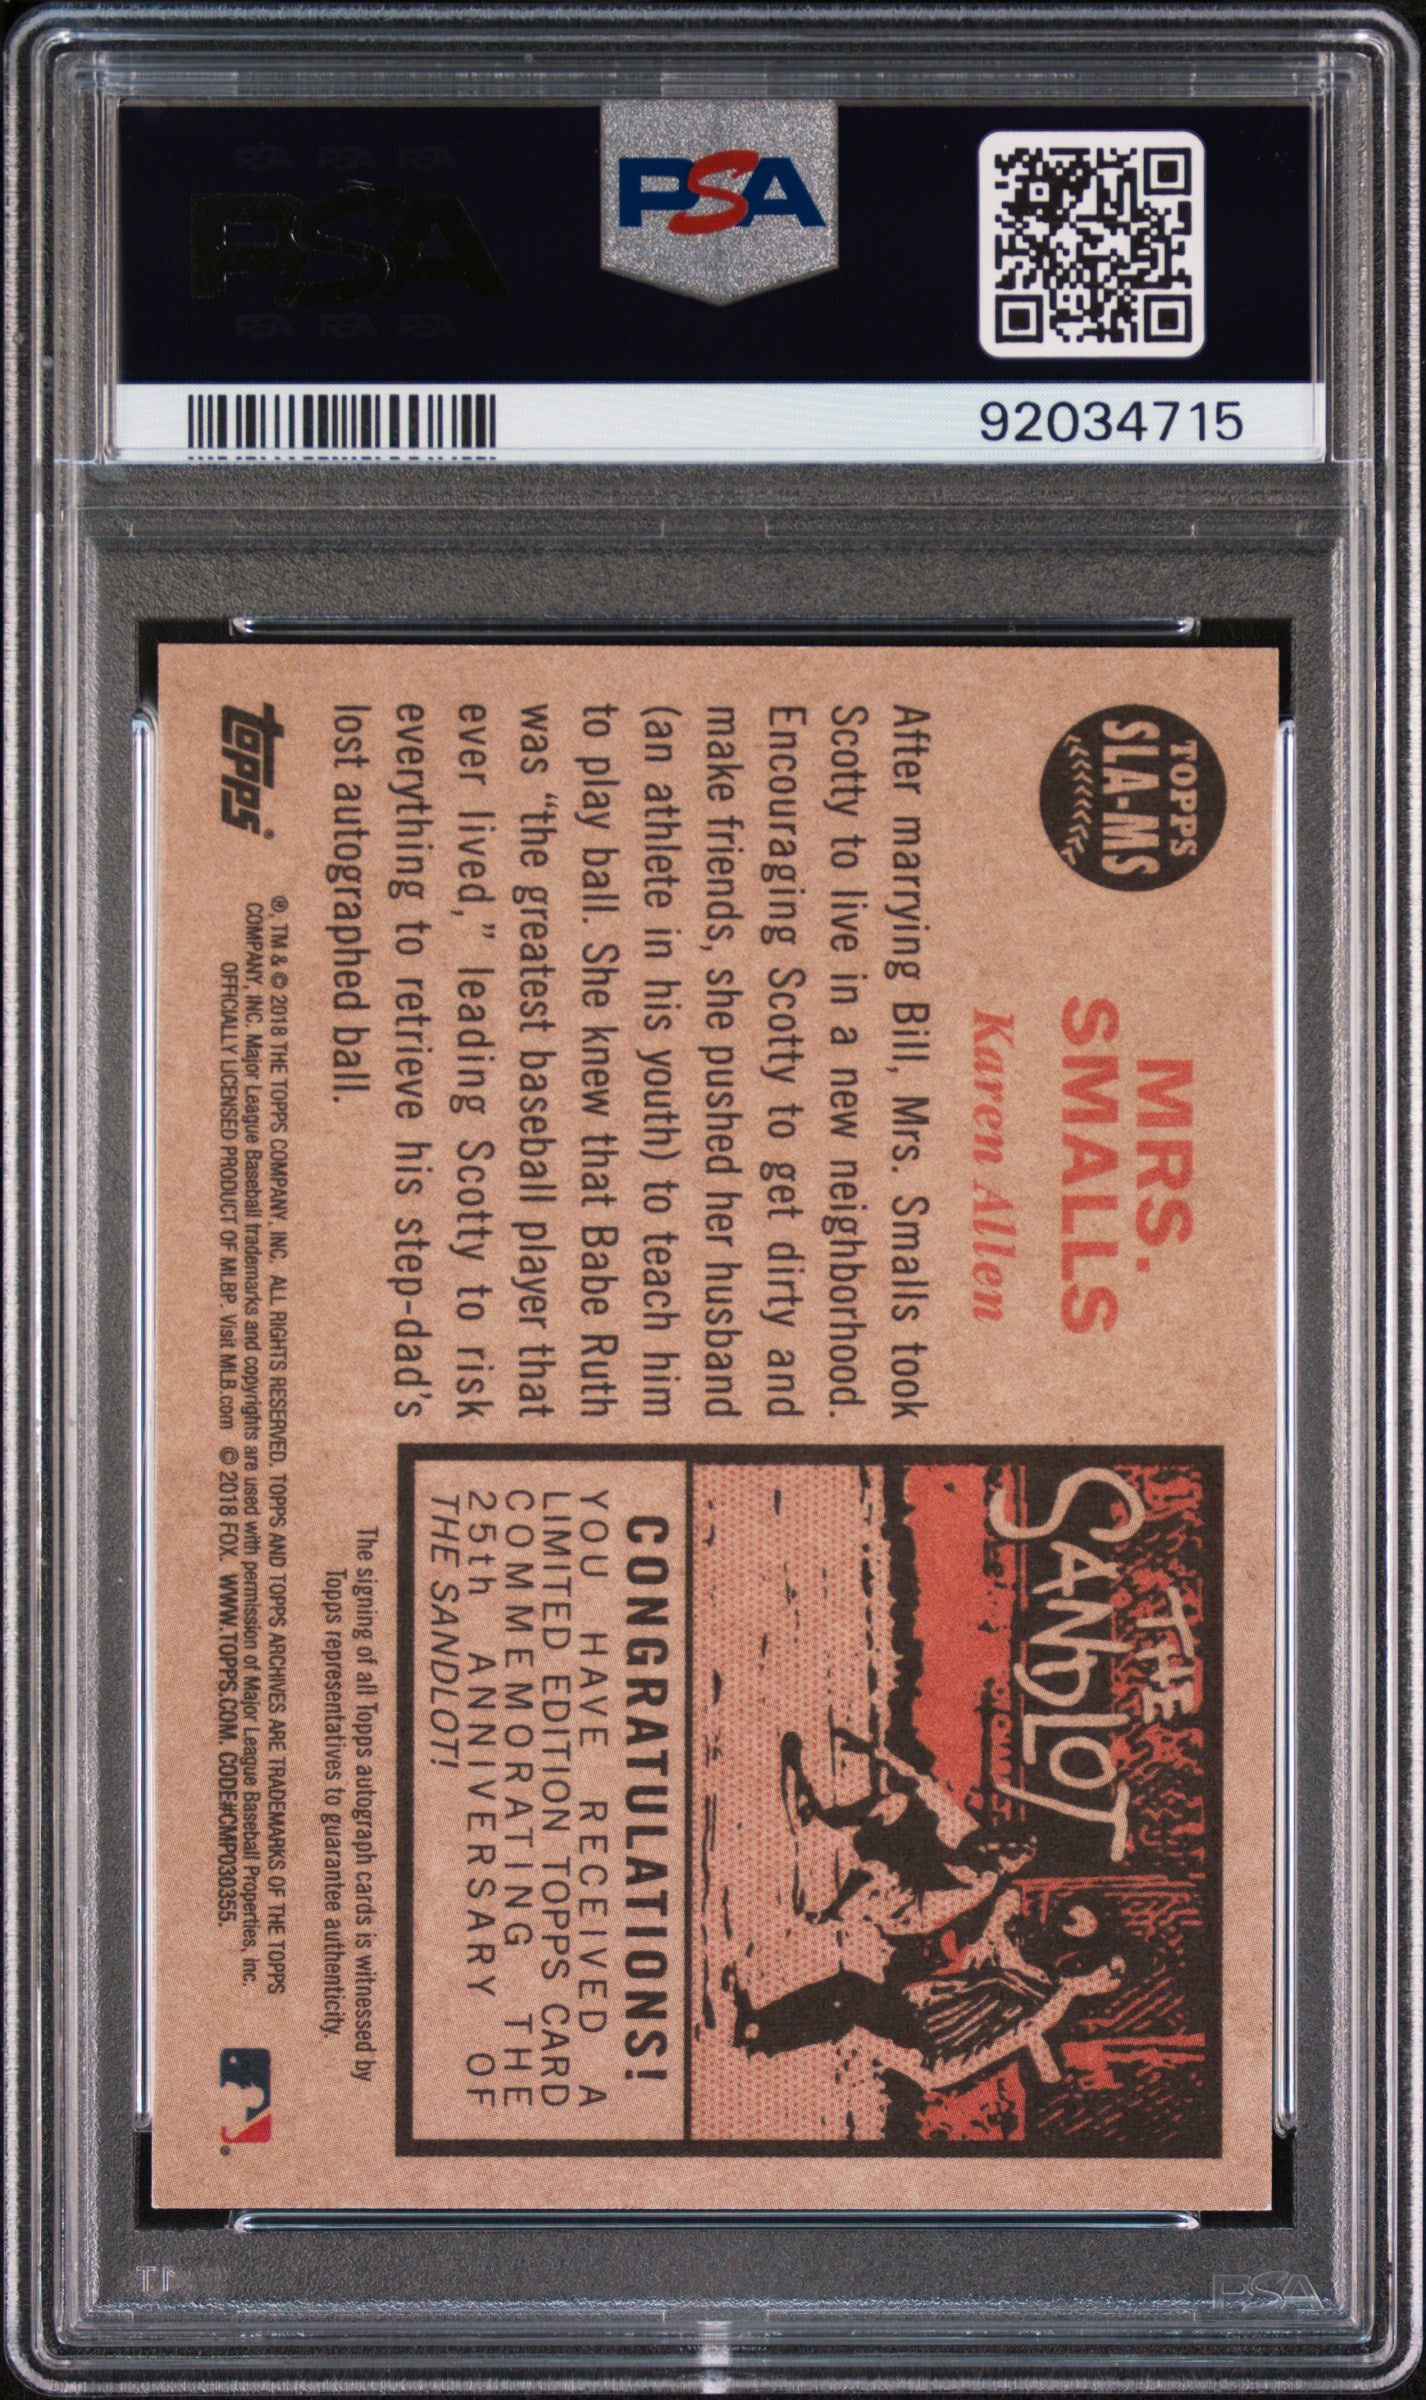 PSA PSA PSA
PSA
PSA PSA PSA
PSA
92034715
TOPPS
SLA-MS
MRS.
SMALLS
Karen Allen
After marrying Bill, Mrs. Smalls took
Scotty to live in a new neighborhood.
Encouraging Scotty to get dirty and
make friends, she pushed her husband
(an athlete in his youth) to teach him
to play ball. She knew that Babe Ruth
was “the greatest baseball player that
ever lived,” leading Scotty to risk
everything to retrieve his step-dad's
lost autographed ball.
THE
SANDLOT
CONGRATULATIONS!
YOU HAVE RECEIVED A
LIMITED EDITION TOPPS CARD
COMMEMORATING THE
25th ANNIVERSARY OF
THE SANDLOT!
The signing of all Topps autograph cards is witnessed by
Topps representatives to guarantee authenticity.
topps®
®, TM & © 2018 THE TOPPS COMPANY, INC. ALL RIGHTS RESERVED. TOPPS AND TOPPS ARCHIVES ARE TRADEMARKS OF THE TOPPS
COMPANY, INC. Major League Baseball trademarks and copyrights are used with permission of Major League Baseball Properties, Inc.
OFFICIALLY LICENSED PRODUCT OF MLBP. Visit MLB.com © 2018 FOX. WWW.TOPPS.COM. CODE#CMP030355.
PSA